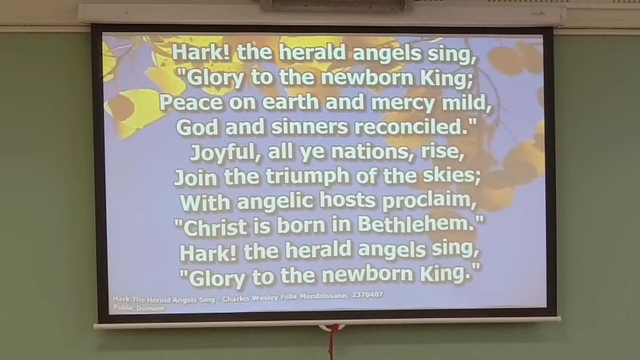 Hark! the herald angels sing,
"Glory to the newborn King;
Peace on earth and mercy mild,
God and sinners reconciled."
Joyful, all ye nations, rise,
Join the triumph of the skies;
With angelic hosts proclaim,
"Christ is born in Bethlehem."
Hark! the herald angels sing,
"Glory to the newborn King."
Hark The Herald Angels Sing - Charles Wesley Felix Mendelssohn, 2370487
Public Domain